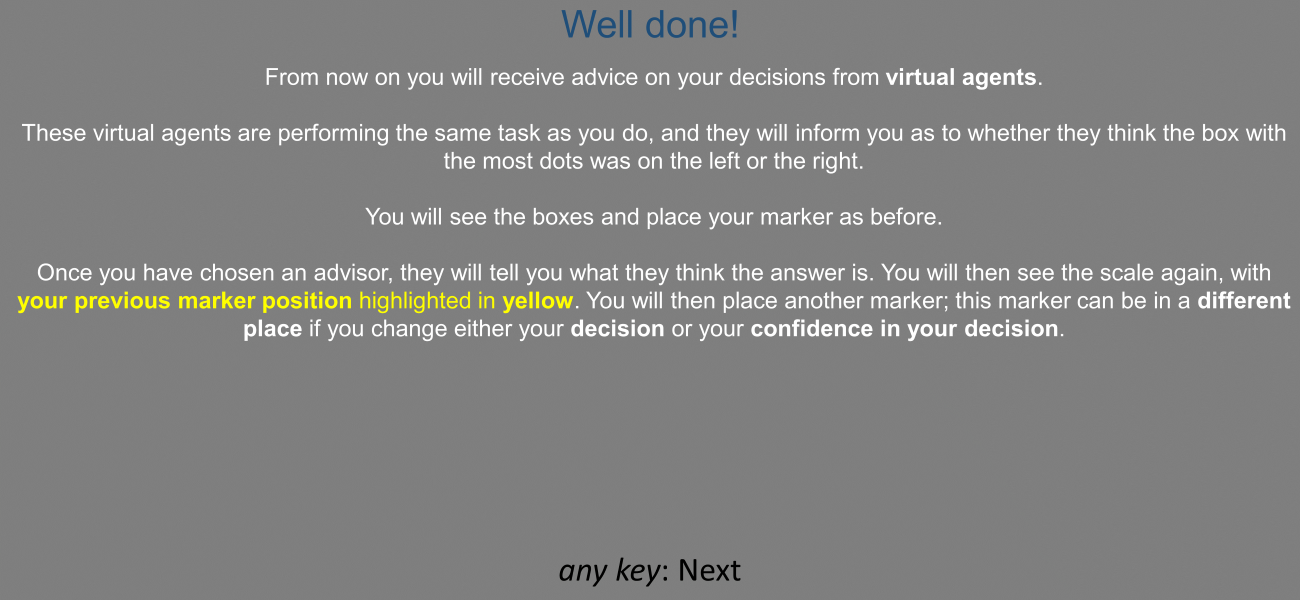 Well done!
From now on you will receive advice on your decisions from virtual agents.
These virtual agents are performing the same task as you do, and they will inform you as to whether they think the box with
the most dots was on the left or the right.
You will see the boxes and place your marker as before.
Once you have chosen an advisor, they will tell you what they think the answer is. You will then see the scale again, with
your previous marker position highlighted in yellow. You will then place another marker; this marker can be in a different
place if you change either your decision or your confidence in your decision.
any key: Next